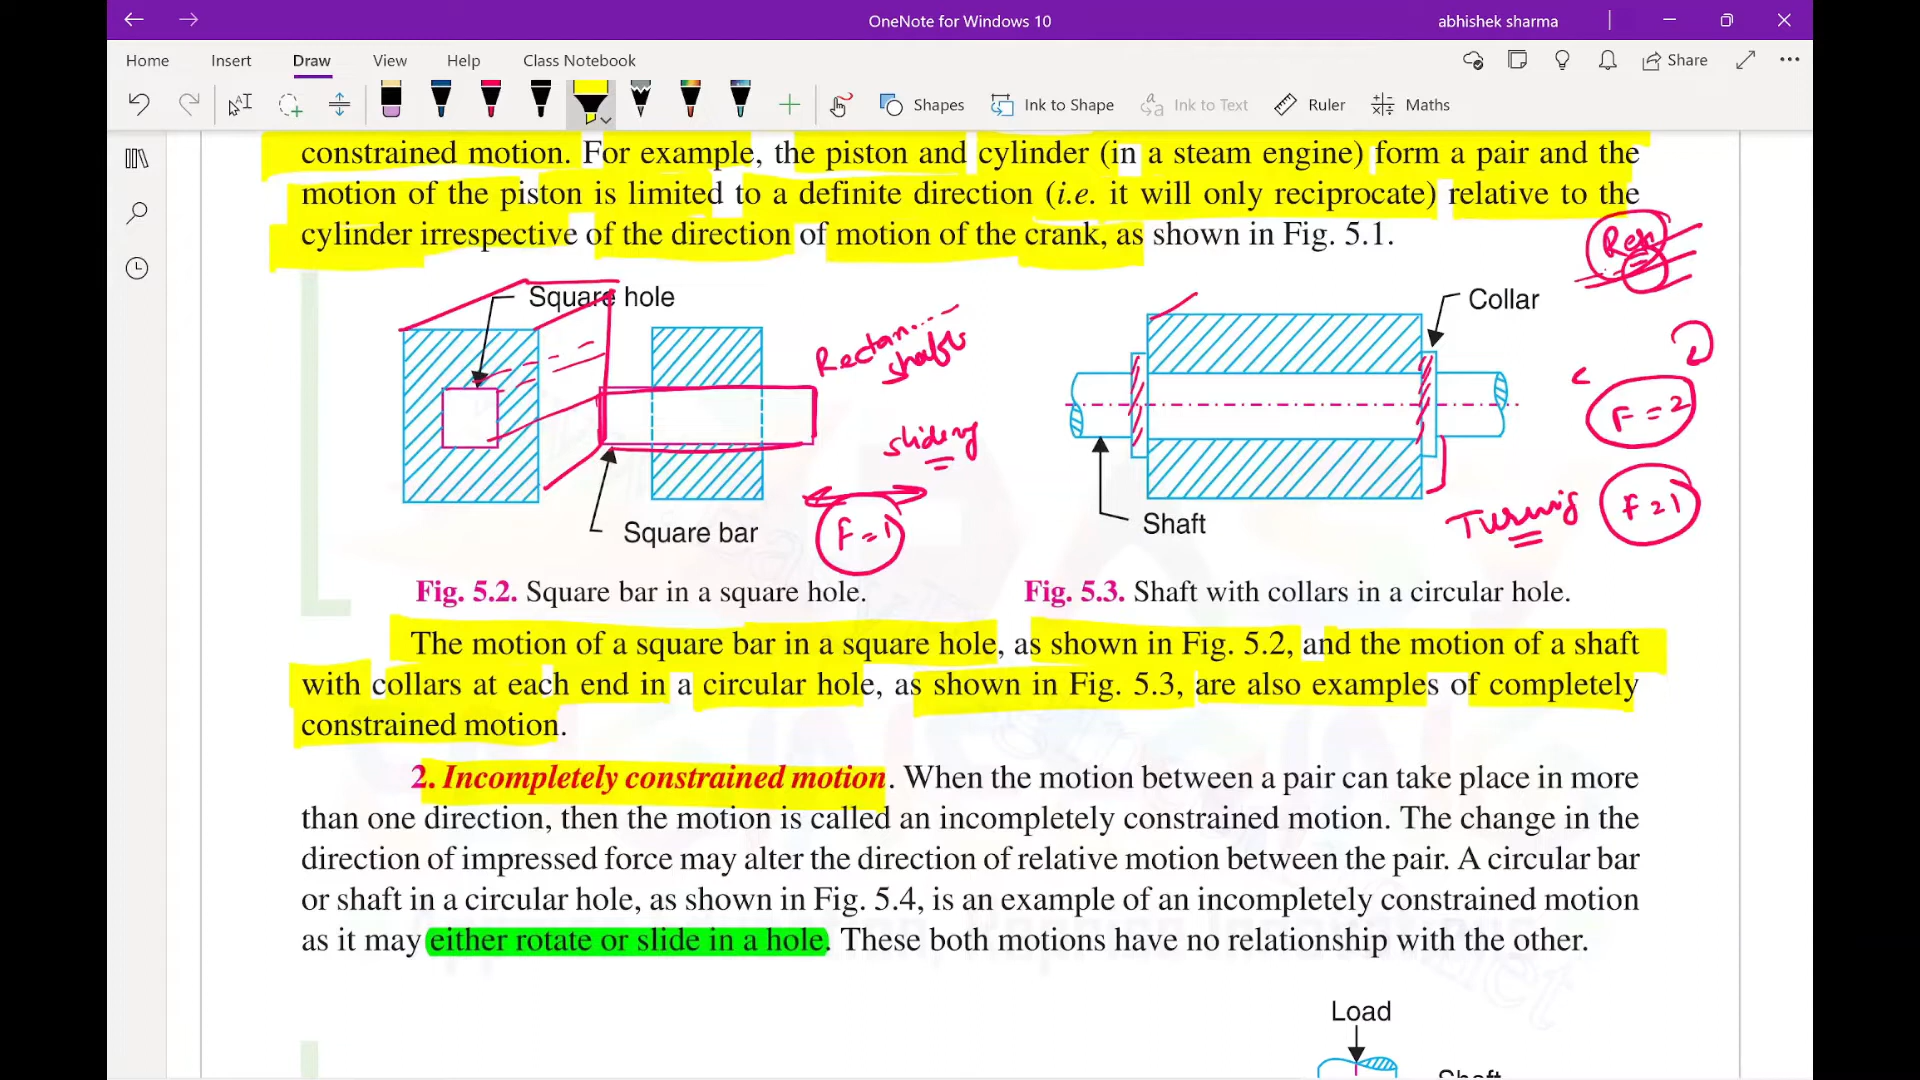 OneNote for Windows 10
abhishek sharma
Home Insert Draw View Help Class Notebook
Share
Shapes Ink to Shape Ink to Text Ruler Maths
constrained motion. For example, the piston and cylinder (in a steam engine) form a pair and the
motion of the piston is limited to a definite direction (i.e. it will only reciprocate) relative to the
cylinder irrespective of the direction of motion of the crank, as shown in Fig. 5.1.
Square hole
Collar
Rectan....
shafts
sliding
F=1
F=2
Turning
F=1
Square bar
Shaft
Fig. 5.2. Square bar in a square hole.
Fig. 5.3. Shaft with collars in a circular hole.
The motion of a square bar in a square hole, as shown in Fig. 5.2, and the motion of a shaft
with collars at each end in a circular hole, as shown in Fig. 5.3, are also examples of completely
constrained motion.
2. Incompletely constrained motion. When the motion between a pair can take place in more
than one direction, then the motion is called an incompletely constrained motion. The change in the
direction of impressed force may alter the direction of relative motion between the pair. A circular bar
or shaft in a circular hole, as shown in Fig. 5.4, is an example of an incompletely constrained motion
as it may either rotate or slide in a hole. These both motions have no relationship with the other.
Load
Shaft